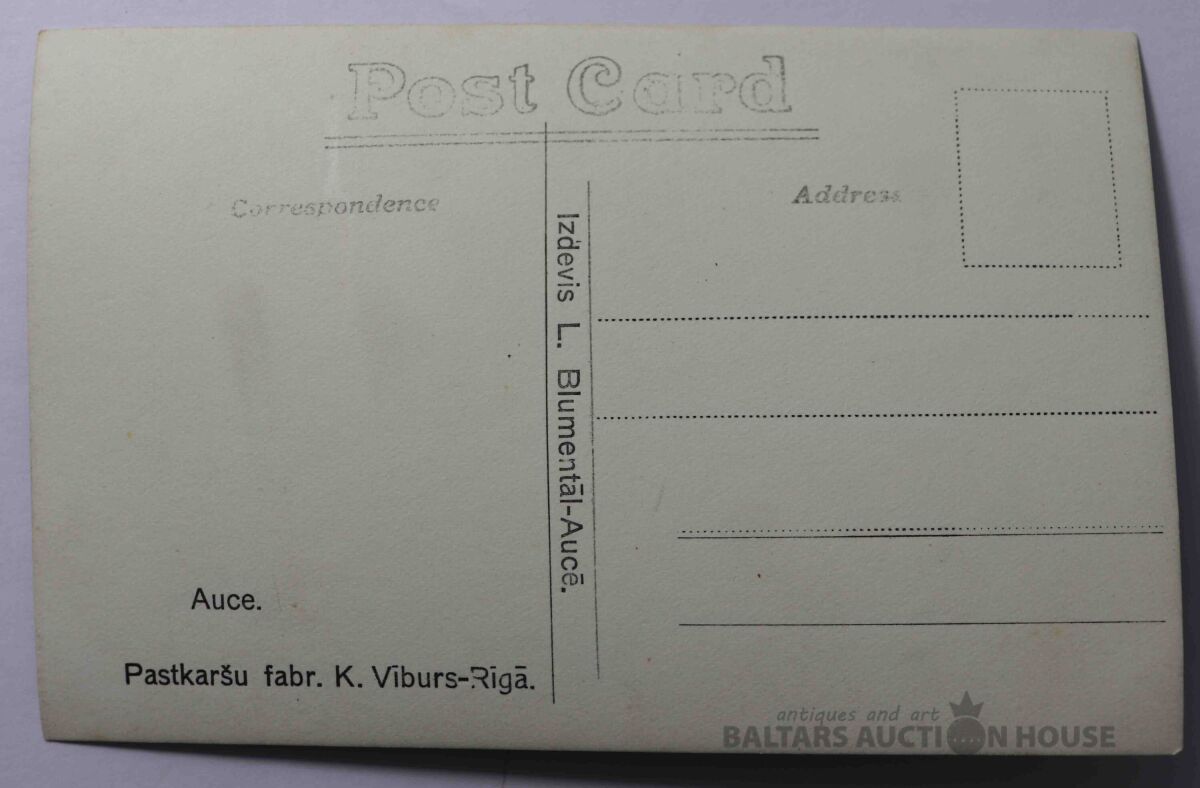 Post Card
Correspondence
Address
Izdevis L. Blumentāl-Aucē.
Auce.
Pastkaršu fabr. K. Vīburs-Rīgā.
antiques and art
BALTARS AUCTION HOUSE